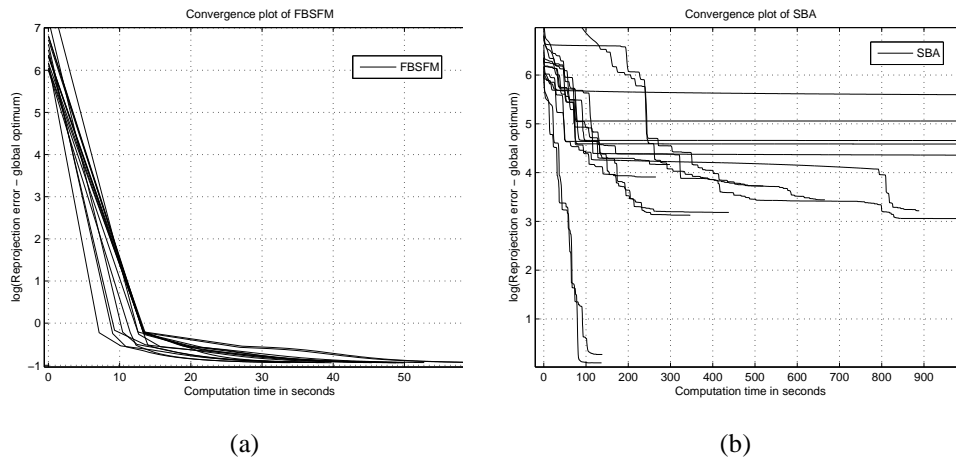 Convergence plot of FBSFM
7
6
5
4
3
2
1
0
−1
log(Reprojection error − global optimum)
FBSFM
0 10 20 30 40 50
Computation time in seconds
(a)
Convergence plot of SBA
6
5
4
3
2
1
log(Reprojection error − global optimum)
SBA
0 100 200 300 400 500 600 700 800 900
Computation time in seconds
(b)